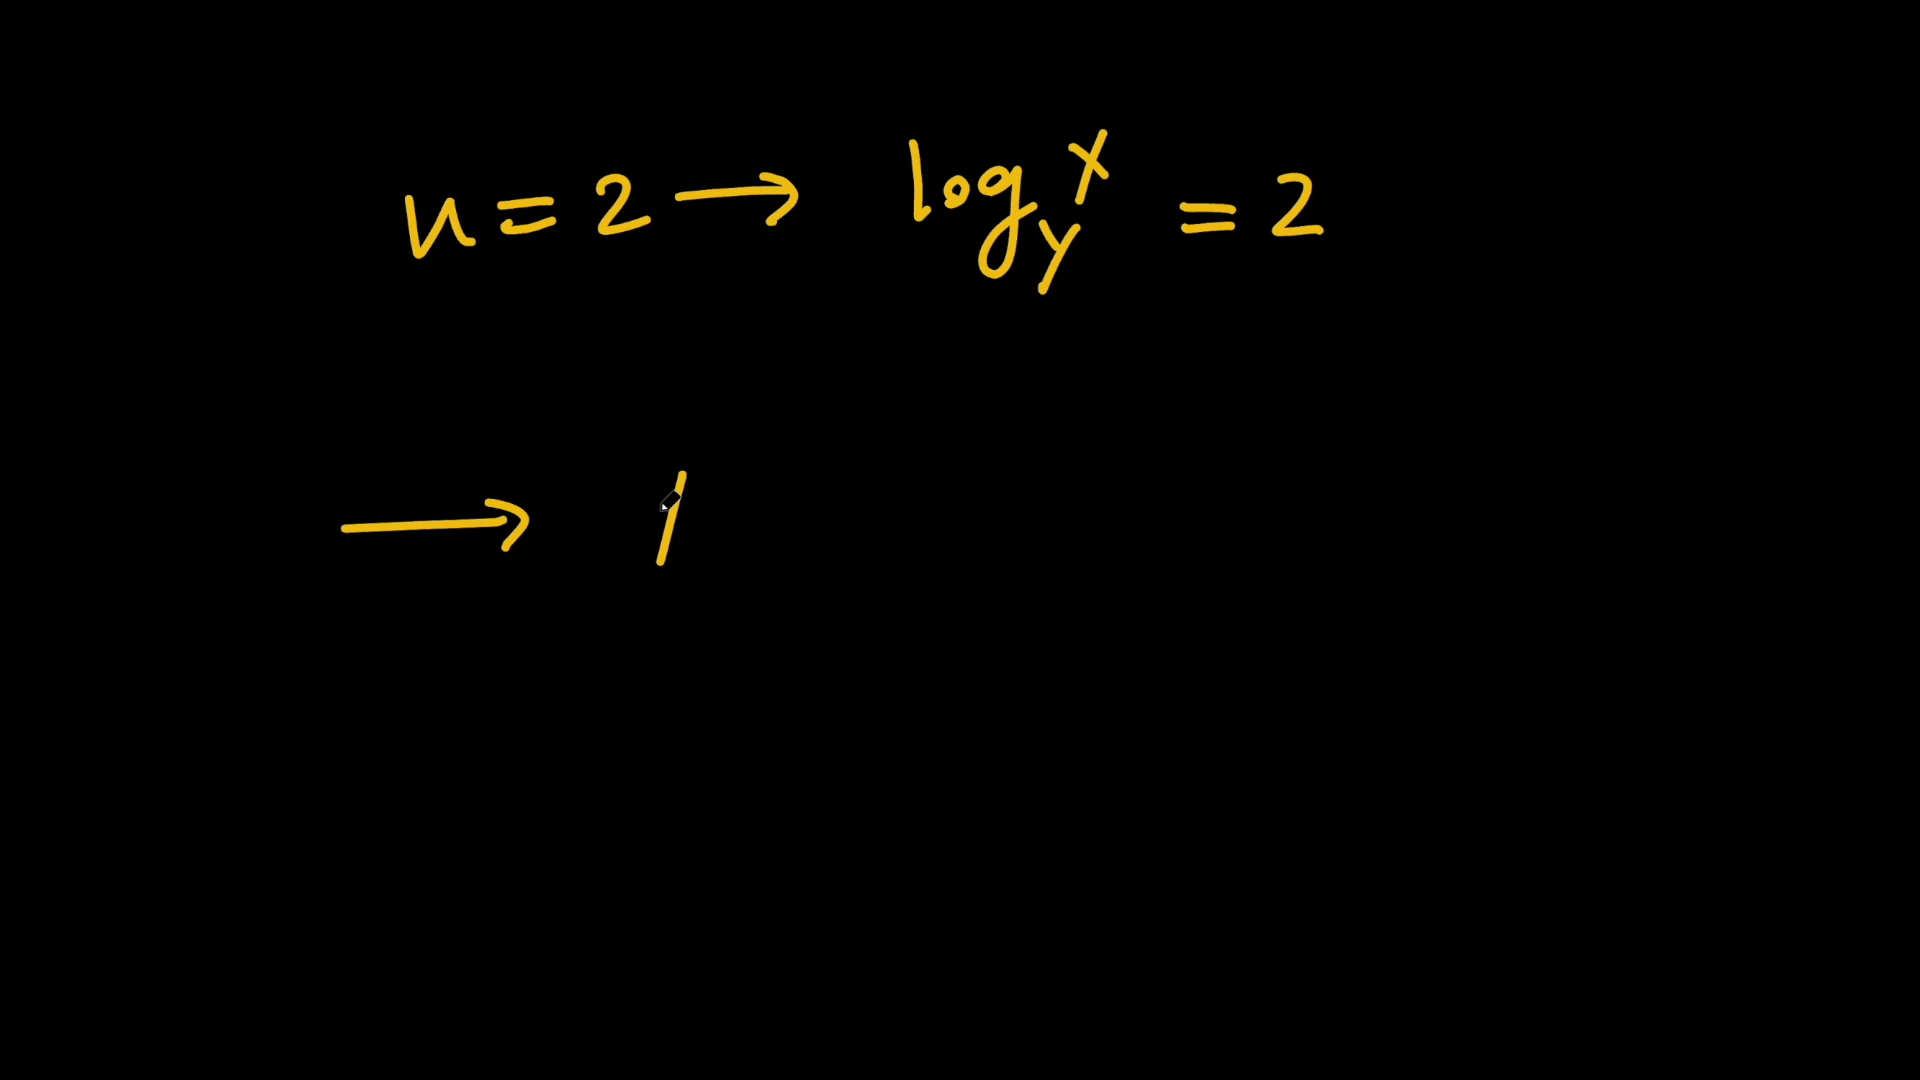 u = 2 → log_y^x = 2
→ /